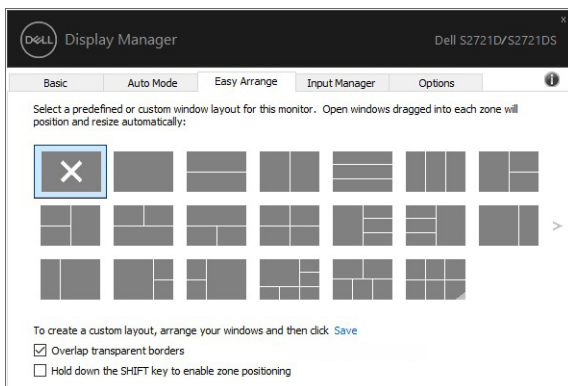 DELL Display Manager Dell S2721D/S2721DS
Basic Auto Mode Easy Arrange Input Manager Options
Select a predefined or custom window layout for this monitor. Open windows dragged into each zone will
position and resize automatically:
To create a custom layout, arrange your windows and then click Save
Overlap transparent borders
Hold down the SHIFT key to enable zone positioning